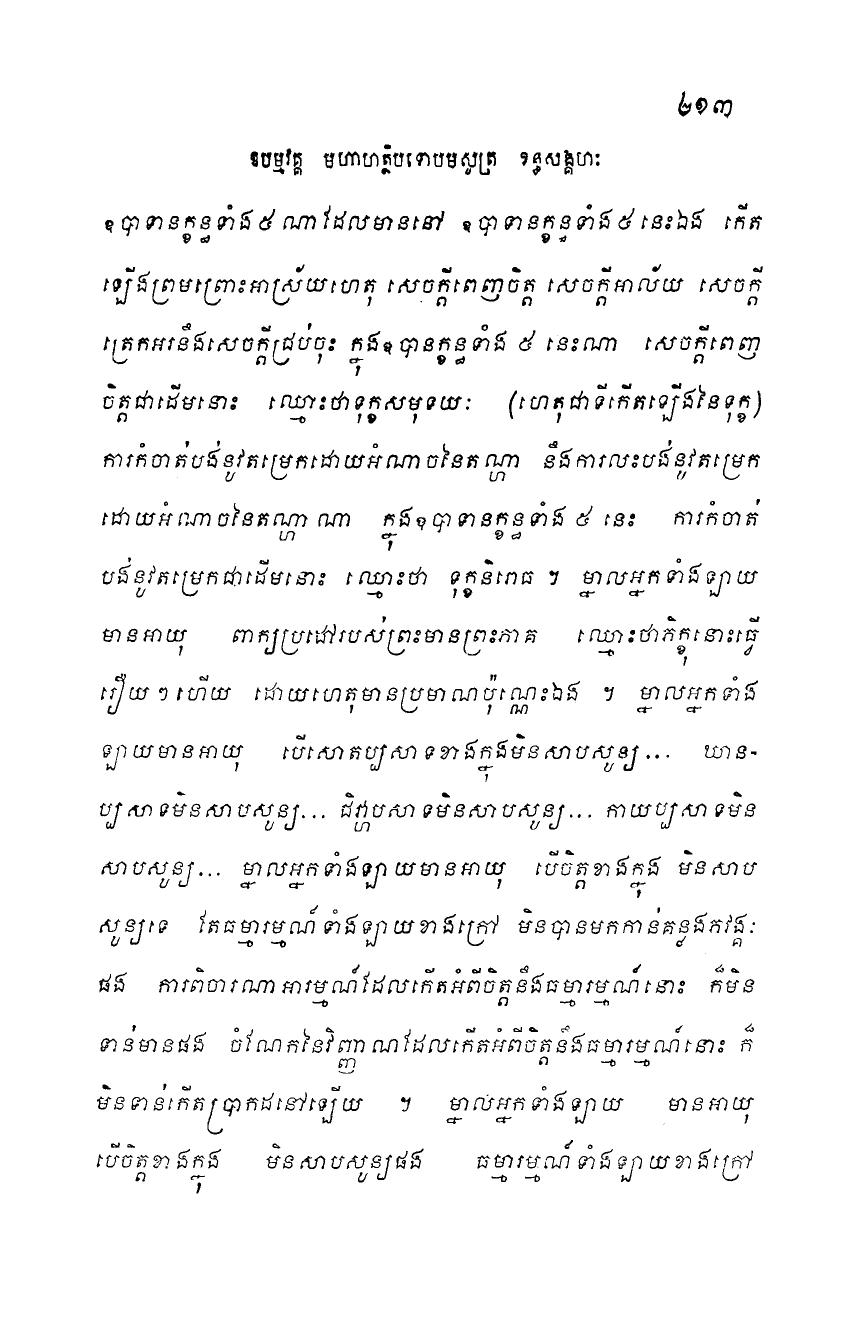 ២១៣
ឧបម្មវគ្គ មហាហត្ថិបទោបមសូត្រ ខន្ធសង្គហៈ
ឧបាទានក្ខន្ធទាំង៥ ណាដែលមាននៅ ឧបាទានក្ខន្ធទាំង៥ នេះឯង កើត
ឡើងព្រមព្រោះអាស្រ័យហេតុ សេចក្តីពេញចិត្ត សេចក្តីអាល័យ សេចក្តី
ត្រេកអរនឹងសេចក្តីជ្រប់ចុះ ក្នុងឧបានក្ខន្ធទាំង ៥ នេះណា សេចក្តីពេញ
ចិត្តជាដើមនោះ ឈ្មោះថាទុក្ខសមុទយៈ (ហេតុជាទីកើតឡើងនៃទុក្ខ)
ការកំចាត់បង់នូវតម្រេកដោយអំណាចនៃតណ្ហា នឹងការលះបង់នូវតម្រេក
ដោយអំណាចនៃតណ្ហា ណា ក្នុងឧបាទានក្ខន្ធទាំង ៥ នេះ ការកំចាត់
បង់នូវតម្រេកជាដើមនោះ ឈ្មោះថា ទុក្ខនិរោធ ។ ម្នាលអ្នកទាំងឡាយ
មានអាយុ ពាក្យប្រដៅរបស់ព្រះមានព្រះភាគ ឈ្មោះថាភិក្ខុនោះធ្វើ
រឿយ ៗ ហើយ ដោយហេតុមានប្រមាណប៉ុណ្ណេះឯង ។ ម្នាលអ្នកទាំង
ឡាយមានអាយុ បើសោតប្បសាទខាងក្នុងមិនសាបសូន្យ... ឃាន-
ប្បសាទមិនសាបសូន្យ... ជិវ្ហាបសាទមិនសាបសូន្យ... កាយប្បសាទមិន
សាបសូន្យ... ម្នាលអ្នកទាំងឡាយមានអាយុ បើចិត្តខាងក្នុង មិនសាប
សូន្យទេ តែធម្មារម្មណ៍ទាំងឡាយខាងក្រៅ មិនបានមកកាន់គន្លងកវង្គៈ
ផង ការពិចារណាអារម្មណ៍ដែលកើតអំពីចិត្តនឹងធម្មារម្មណ៍នោះ ក៏មិន
ទាន់មានផង ចំណែកនៃវិញ្ញាណដែលកើតអំពីចិត្តនឹងធម្មារម្មណ៍នោះ ក៏
មិនទាន់កើតប្រាកដនៅឡើយ ។ ម្នាលអ្នកទាំងឡាយ មានអាយុ
បើចិត្តខាងក្នុង មិនសាបសូន្យផង ធម្មារម្មណ៍ទាំងឡាយខាងក្រៅ